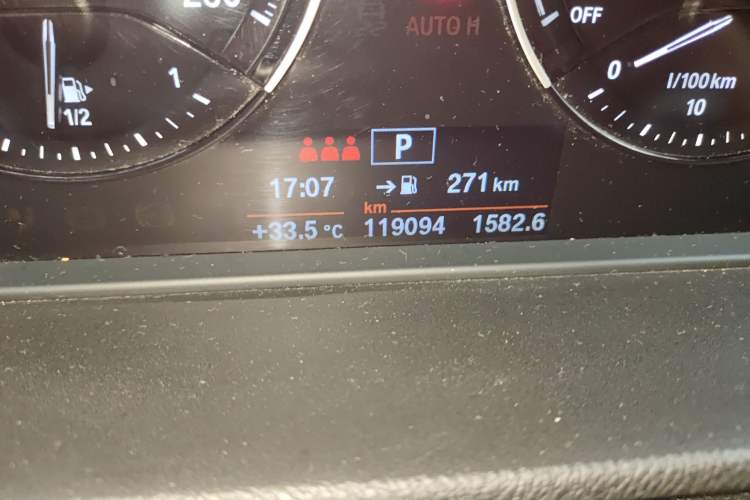 OFF
AUTO H
1
1/2
0
l/100km
10
P
17:07 271 km
km
+33.5 °C 119094 1582.6